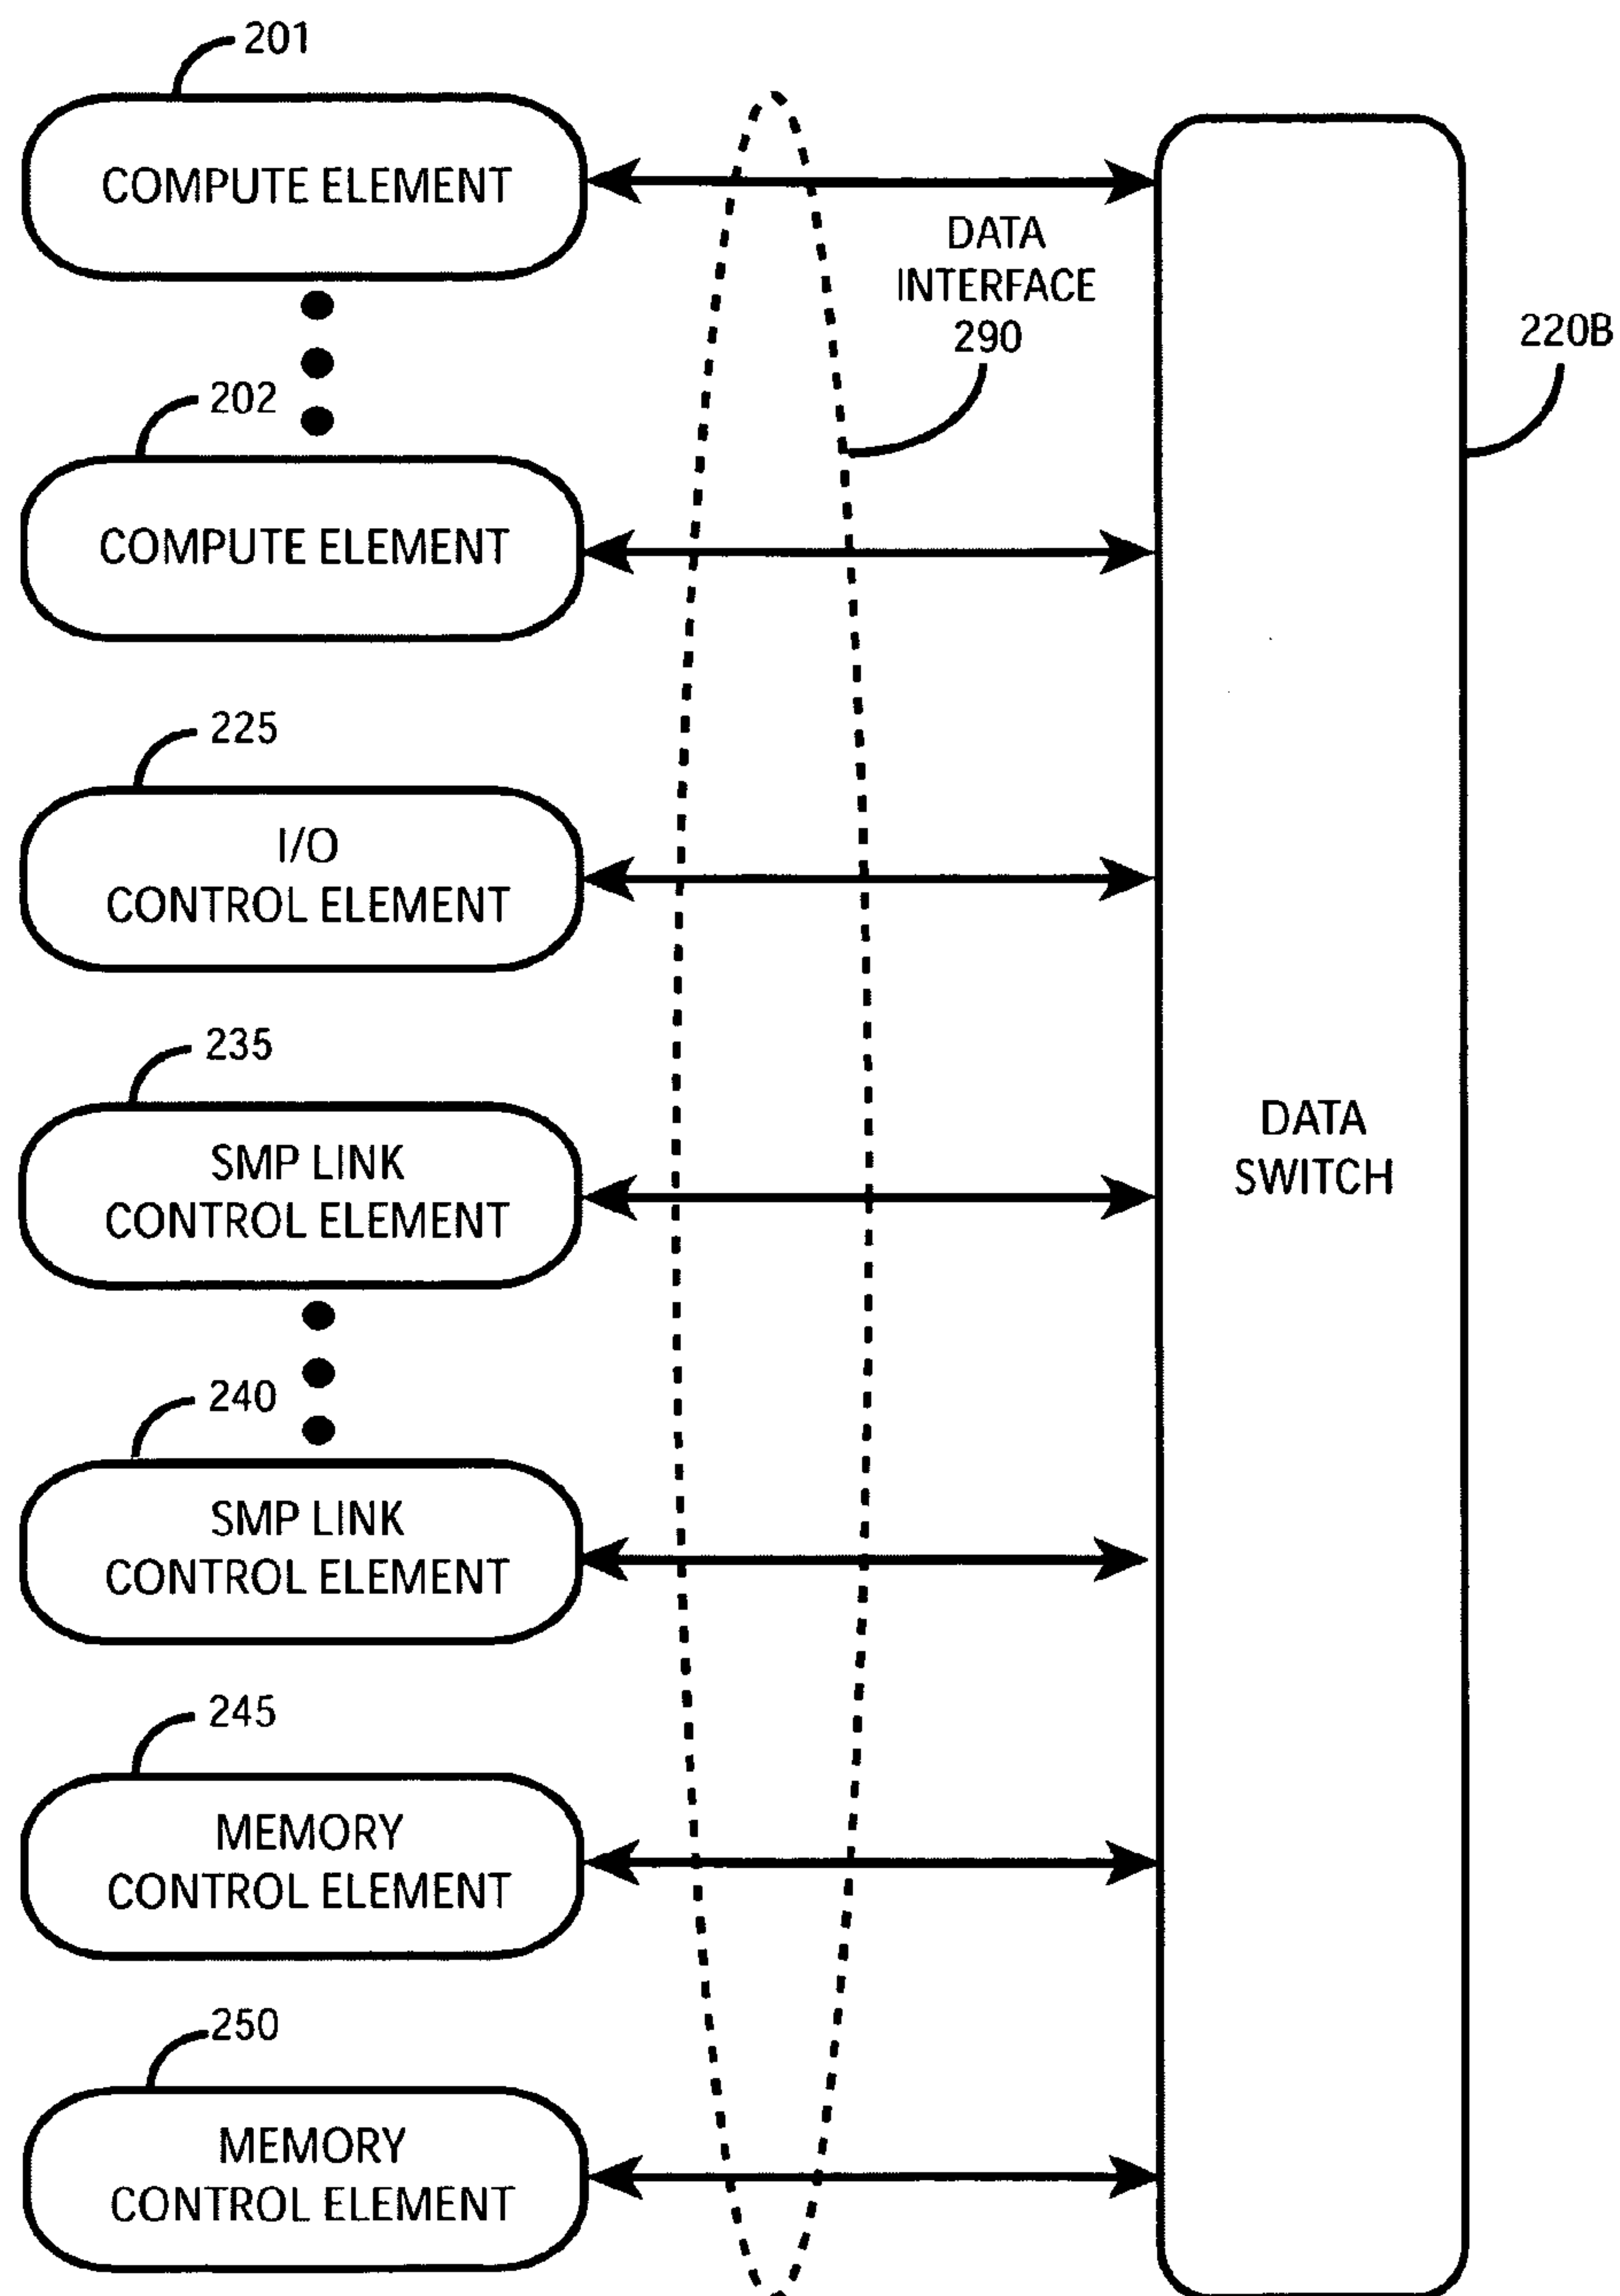 201
COMPUTE ELEMENT
DATA
INTERFACE
290
220B
202
COMPUTE ELEMENT
225
I/O
CONTROL ELEMENT
235
SMP LINK
CONTROL ELEMENT
DATA
SWITCH
240
SMP LINK
CONTROL ELEMENT
245
MEMORY
CONTROL ELEMENT
250
MEMORY
CONTROL ELEMENT